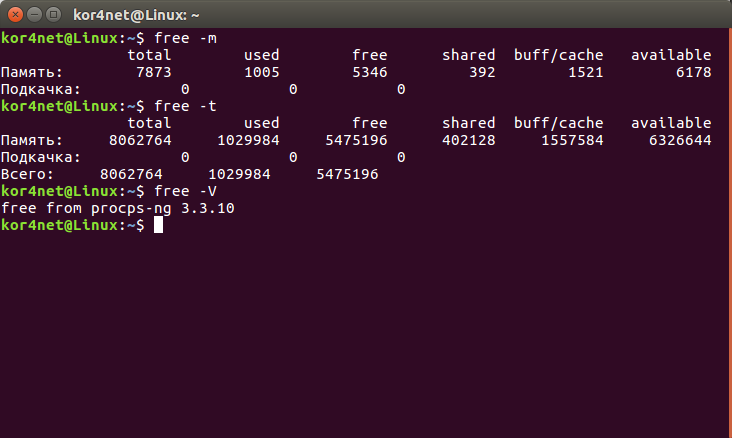 kor4net@Linux: ~
kor4net@Linux:~$ free -m
total used free shared buff/cache available
Память: 7873 1005 5346 392 1521 6178
Подкачка: 0 0 0
kor4net@Linux:~$ free -t
total used free shared buff/cache available
Память: 8062764 1029984 5475196 402128 1557584 6326644
Подкачка: 0 0 0
Всего: 8062764 1029984 5475196
kor4net@Linux:~$ free -V
free from procps-ng 3.3.10
kor4net@Linux:~$